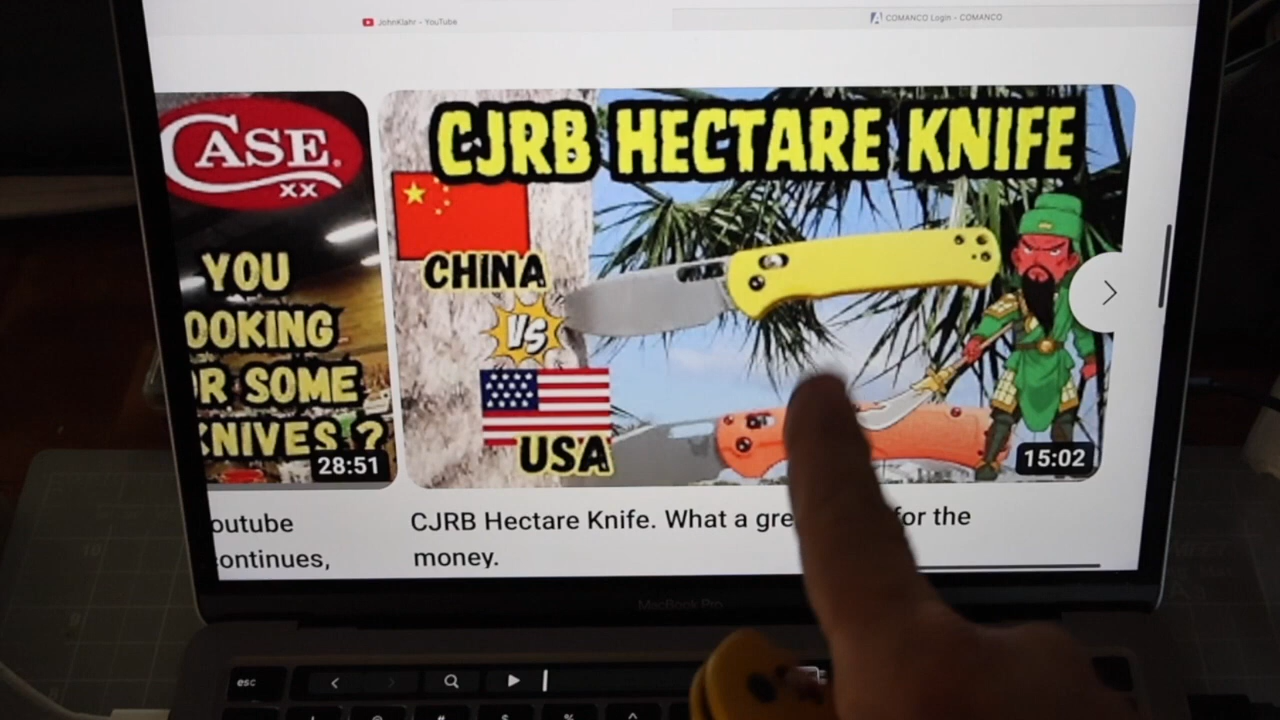 JohnKlahr - YouTube
COMANCO Login - COMANCO
CASE
XX
YOU
OOKING
R SOME
KNIVES ?
28:51
outube
ontinues,
CJRB HECTARE KNIFE
CHINA
VS
USA
15:02
CJRB Hectare Knife. What a gre for the
money.
MacBook Pro
esc